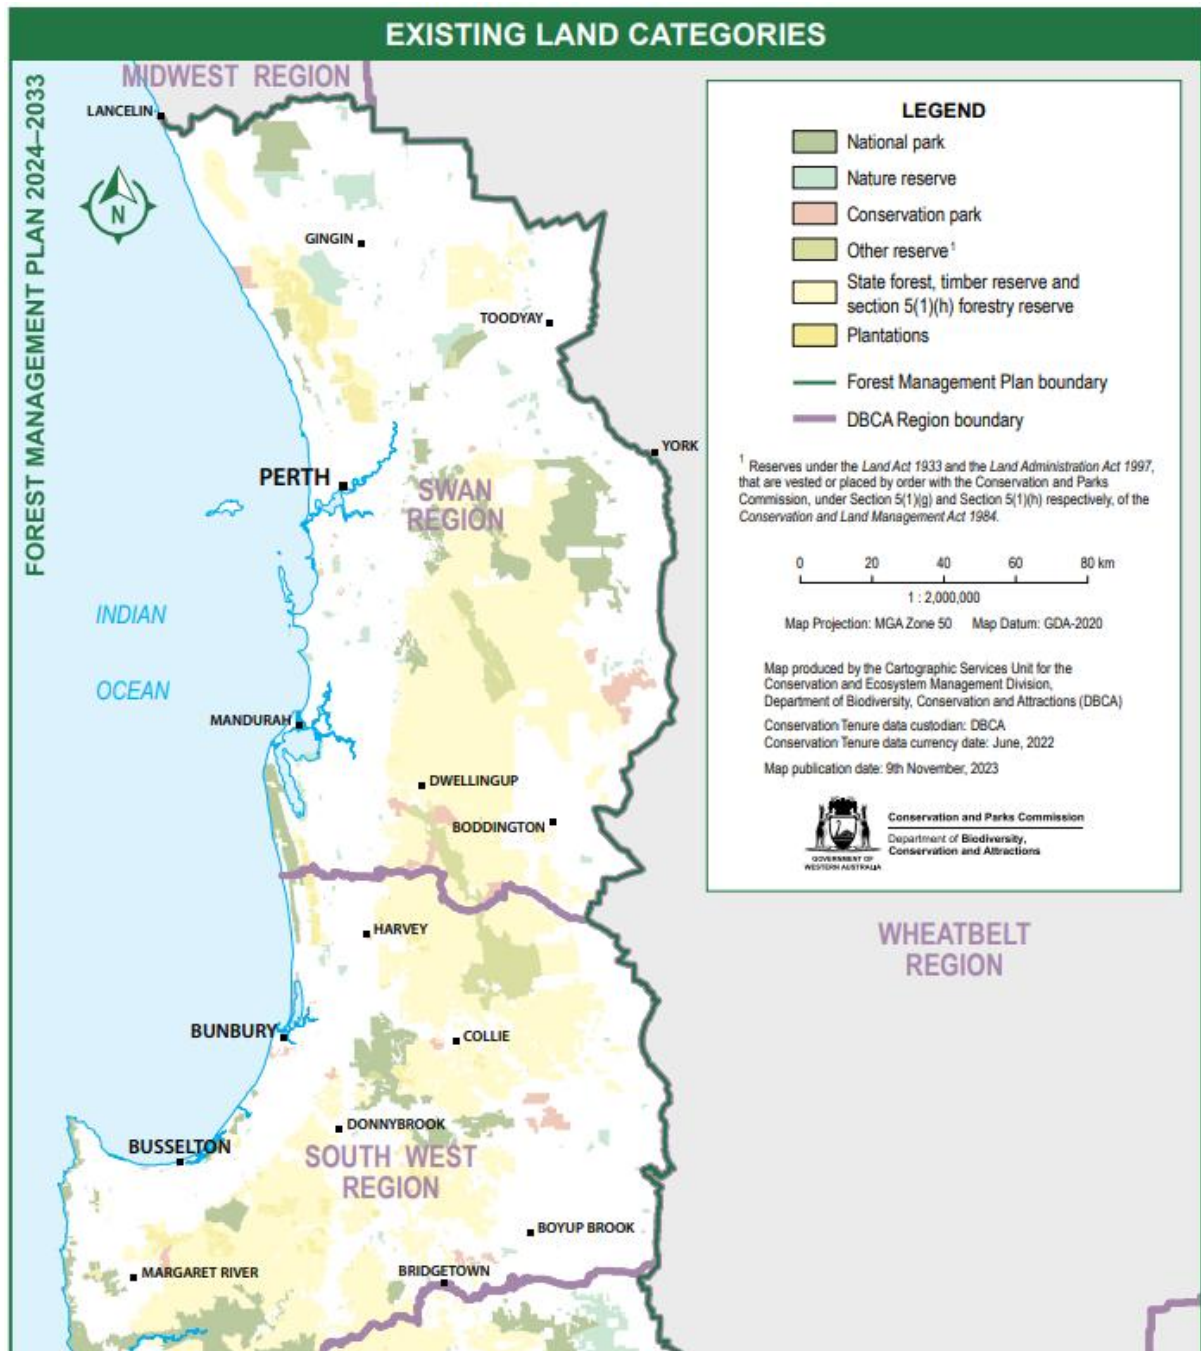 EXISTING LAND CATEGORIES
FOREST MANAGEMENT PLAN 2024–2033
MIDWEST REGION
LANCELIN
N
GINGIN
TOODYAY
YORK
PERTH
SWAN
REGION
INDIAN
OCEAN
MANDURAH
DWELLINGUP
BODDINGTON
HARVEY
BUNBURY
COLLIE
DONNYBROOK
BUSSELTON
SOUTH WEST
REGION
BOYUP BROOK
MARGARET RIVER
BRIDGETOWN
WHEATBELT
REGION
LEGEND
National park
Nature reserve
Conservation park
Other reserve 1
State forest, timber reserve and
section 5(1)(h) forestry reserve
Plantations
Forest Management Plan boundary
DBCA Region boundary
1 Reserves under the Land Act 1933 and the Land Administration Act 1997,
that are vested or placed by order with the Conservation and Parks
Commission, under Section 5(1)(g) and Section 5(1)(h) respectively, of the
Conservation and Land Management Act 1984.
0 20 40 60 80 km
1 : 2,000,000
Map Projection: MGA Zone 50 Map Datum: GDA-2020
Map produced by the Cartographic Services Unit for the
Conservation and Ecosystem Management Division,
Department of Biodiversity, Conservation and Attractions (DBCA)
Conservation Tenure data custodian: DBCA
Conservation Tenure data currency date: June, 2022
Map publication date: 9th November, 2023
GOVERNMENT OF
WESTERN AUSTRALIA
Conservation and Parks Commission
Department of Biodiversity,
Conservation and Attractions